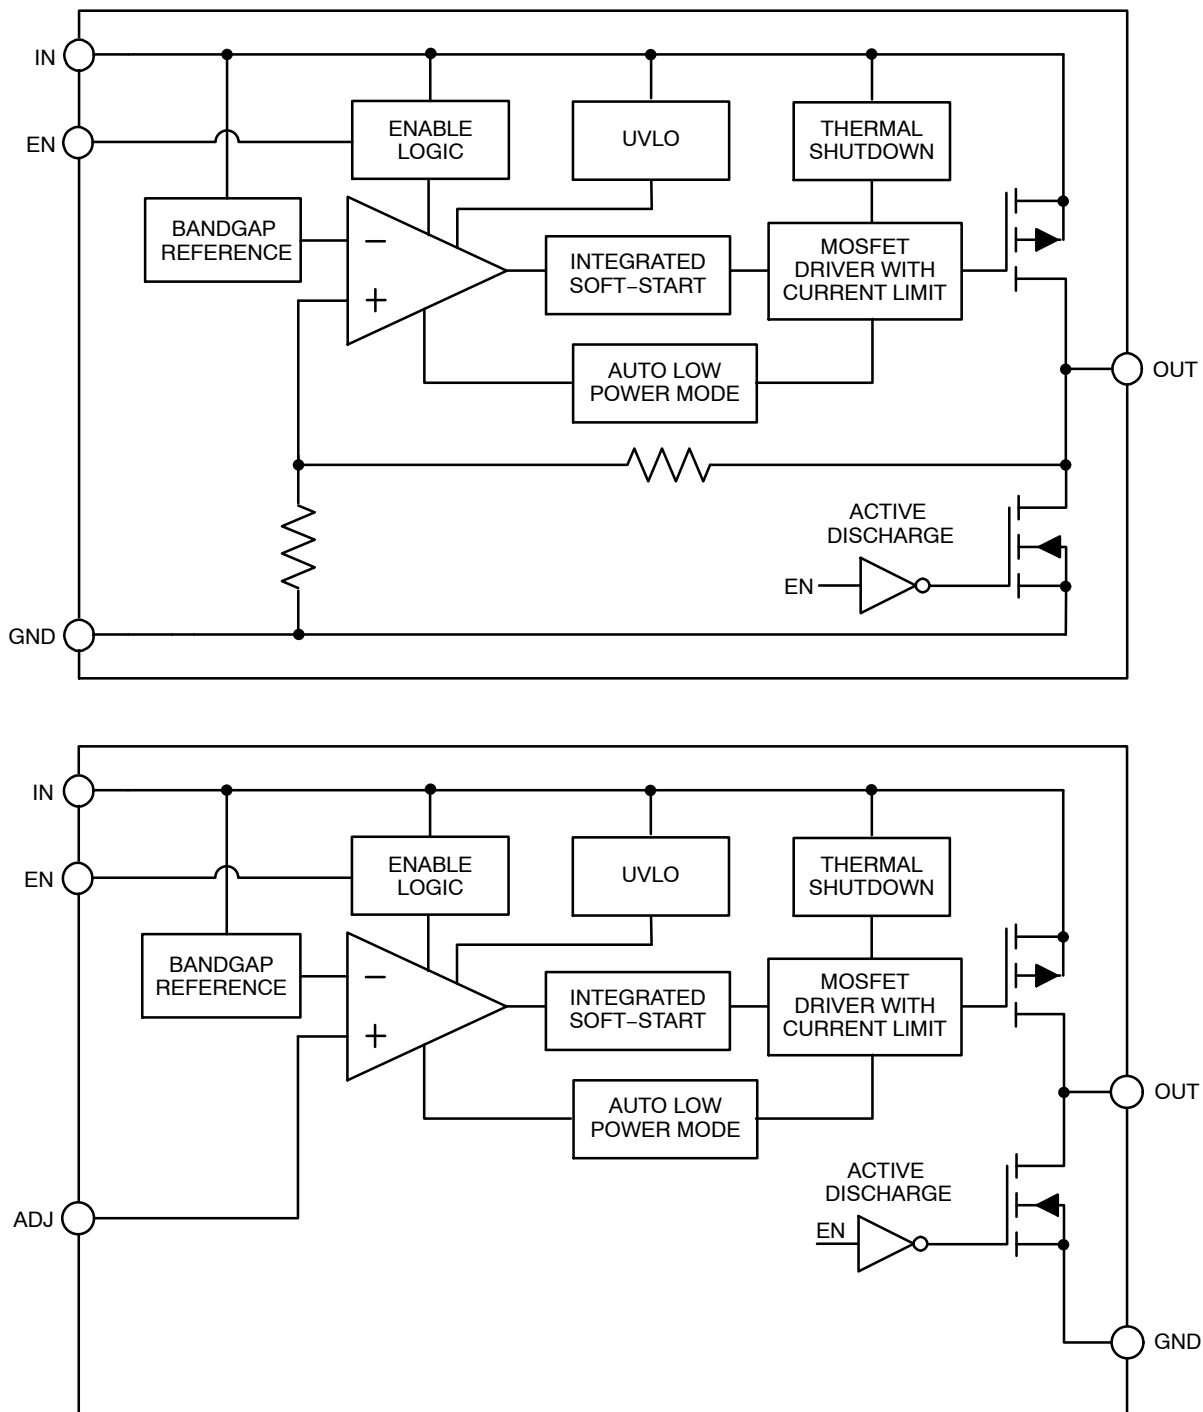 IN
EN
ENABLE
LOGIC
UVLO
THERMAL
SHUTDOWN
BANDGAP
REFERENCE
−
+
INTEGRATED
SOFT−START
MOSFET
DRIVER WITH
CURRENT LIMIT
AUTO LOW
POWER MODE
OUT
ACTIVE
DISCHARGE
EN
GND
IN
EN
ENABLE
LOGIC
UVLO
THERMAL
SHUTDOWN
BANDGAP
REFERENCE
−
+
INTEGRATED
SOFT−START
MOSFET
DRIVER WITH
CURRENT LIMIT
AUTO LOW
POWER MODE
OUT
ACTIVE
DISCHARGE
ADJ
EN
GND